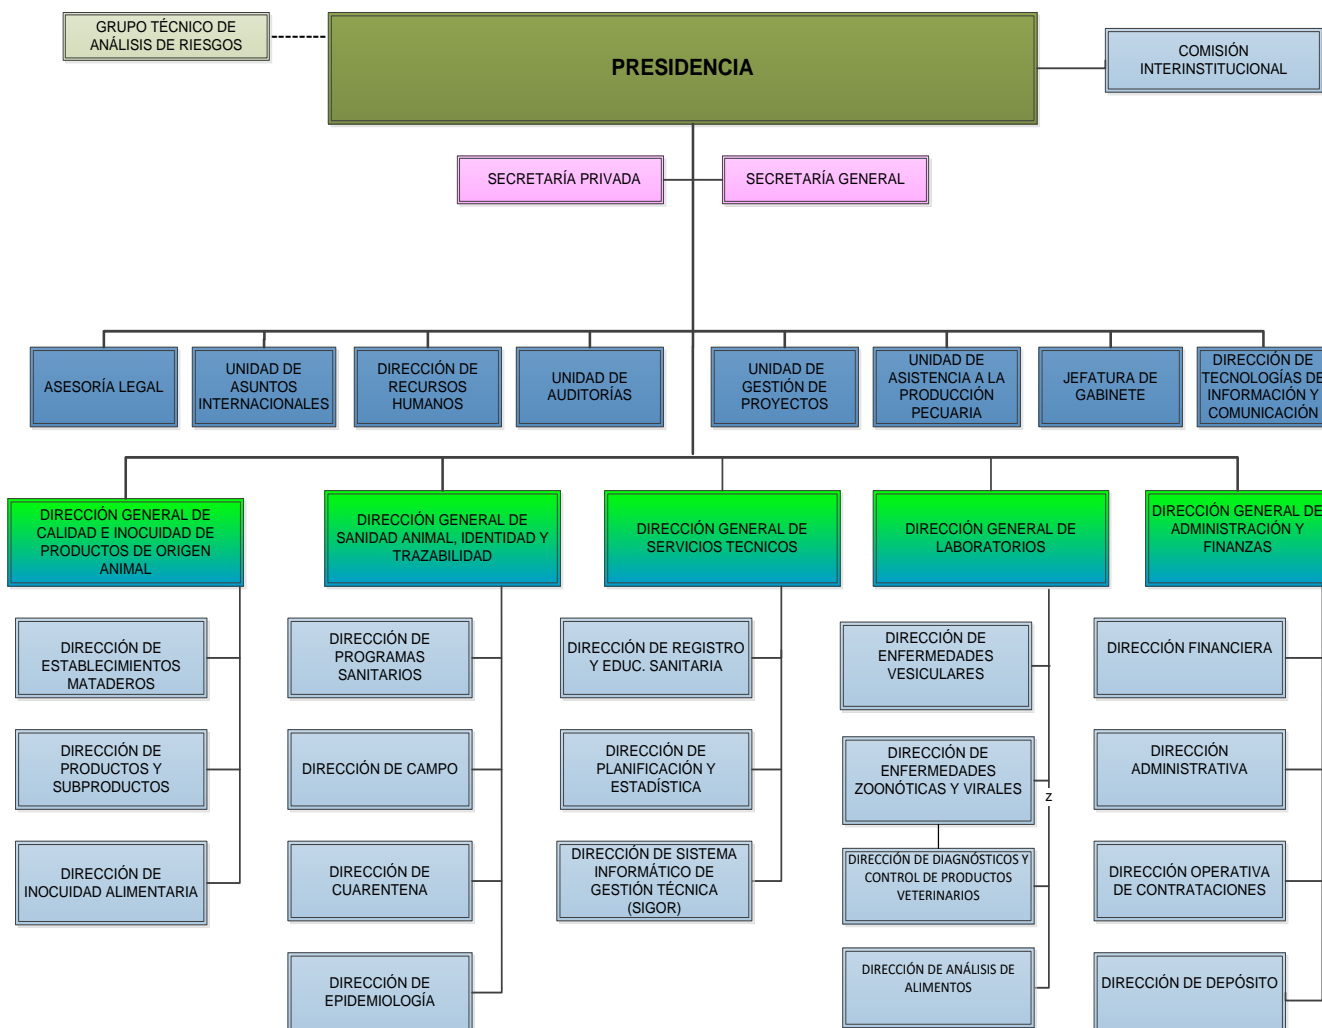 GRUPO TÉCNICO DE
ANÁLISIS DE RIESGOS
PRESIDENCIA
COMISIÓN
INTERINSTITUCIONAL
SECRETARÍA PRIVADA
SECRETARÍA GENERAL
ASESORÍA LEGAL
UNIDAD DE
ASUNTOS
INTERNACIONALES
DIRECCIÓN DE
RECURSOS
HUMANOS
UNIDAD DE
AUDITORÍAS
UNIDAD DE
GESTIÓN DE
PROYECTOS
UNIDAD DE
ASISTENCIA A LA
PRODUCCIÓN
PECUARIA
JEFATURA DE
GABINETE
DIRECCIÓN DE
TECNOLOGÍAS DE
INFORMACIÓN Y
COMUNICACIÓN
DIRECCIÓN GENERAL DE
CALIDAD E INOCUIDAD DE
PRODUCTOS DE ORIGEN
ANIMAL
DIRECCIÓN GENERAL DE
SANIDAD ANIMAL, IDENTIDAD Y
TRAZABILIDAD
DIRECCIÓN GENERAL DE
SERVICIOS TECNICOS
DIRECCIÓN GENERAL DE
LABORATORIOS
DIRECCIÓN GENERAL DE
ADMINISTRACIÓN Y
FINANZAS
DIRECCIÓN DE
ESTABLECIMIENTOS
MATADEROS
DIRECCIÓN DE
PROGRAMAS
SANITARIOS
DIRECCIÓN DE REGISTRO
Y EDUC. SANITARIA
DIRECCIÓN DE
ENFERMEDADES
VESICULARES
DIRECCIÓN FINANCIERA
DIRECCIÓN DE
PRODUCTOS Y
SUBPRODUCTOS
DIRECCIÓN DE CAMPO
DIRECCIÓN DE
PLANIFICACIÓN Y
ESTADÍSTICA
DIRECCIÓN DE
ENFERMEDADES
ZOONÓTICAS Y VIRALES
z
DIRECCIÓN
ADMINISTRATIVA
DIRECCIÓN DE
INOCUIDAD ALIMENTARIA
DIRECCIÓN DE
CUARENTENA
DIRECCIÓN DE SISTEMA
INFORMÁTICO DE
GESTIÓN TÉCNICA
(SIGOR)
DIRECCIÓN DE DIAGNÓSTICOS Y
CONTROL DE PRODUCTOS
VETERINARIOS
DIRECCIÓN OPERATIVA
DE CONTRATACIONES
DIRECCIÓN DE
EPIDEMIOLOGÍA
DIRECCIÓN DE ANÁLISIS DE
ALIMENTOS
DIRECCIÓN DE DEPÓSITO